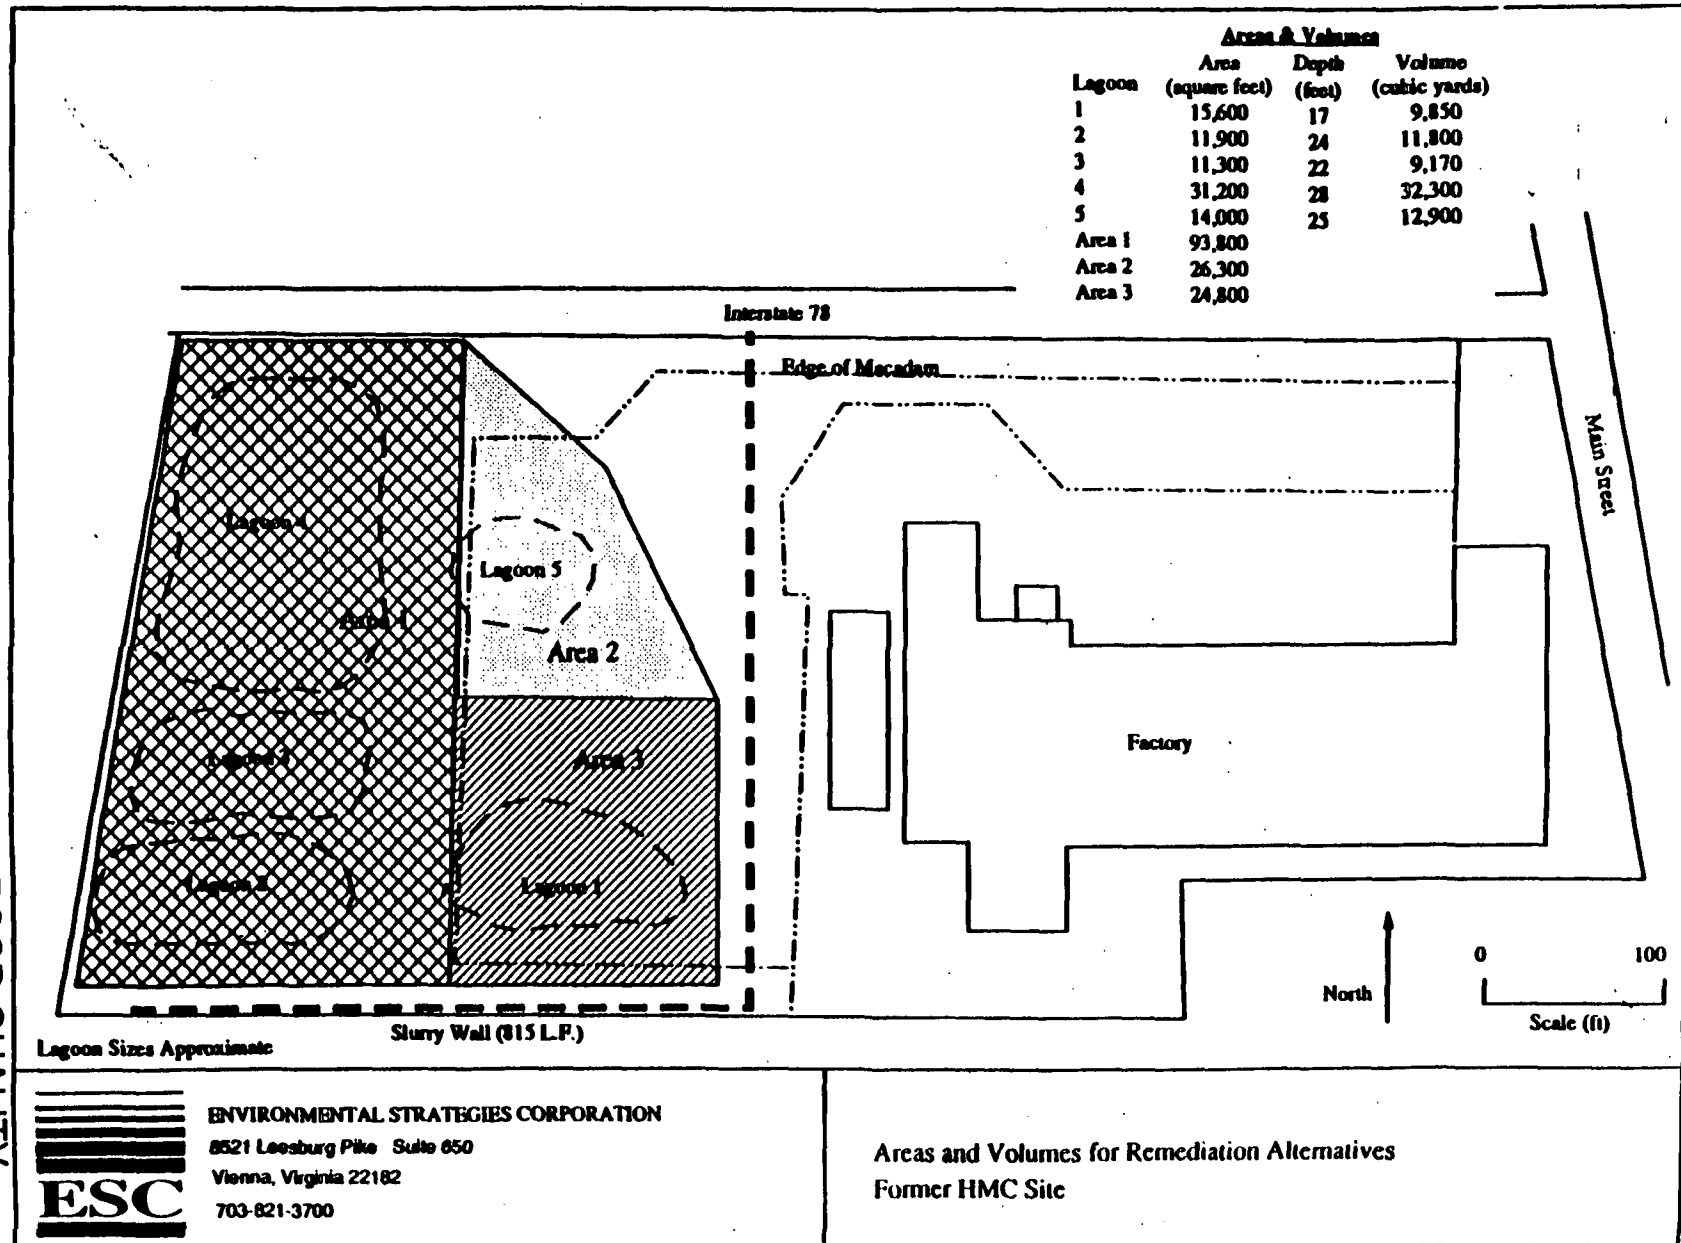 Areas & Volumes
Lagoon Area (square feet) Depth (feet) Volume (cubic yards)
1 15,600 17 9,850
2 11,900 24 11,800
3 11,300 22 9,170
4 31,200 28 32,300
5 14,000 25 12,900
Area 1 93,800
Area 2 26,300
Area 3 24,800
Interstate 78
Edge of Macadam
Main Street
Lagoon 4
Lagoon 5
Area 1
Area 2
Lagoon 3
Area 3
Factory
Lagoon 2
Lagoon 1
North
0 100
Scale (ft)
Slurry Wall (815 L.F.)
Lagoon Sizes Approximate
ENVIRONMENTAL STRATEGIES CORPORATION
8521 Leesburg Pike Suite 650
Vienna, Virginia 22182
703-821-3700
ESC
Areas and Volumes for Remediation Alternatives
Former HMC Site